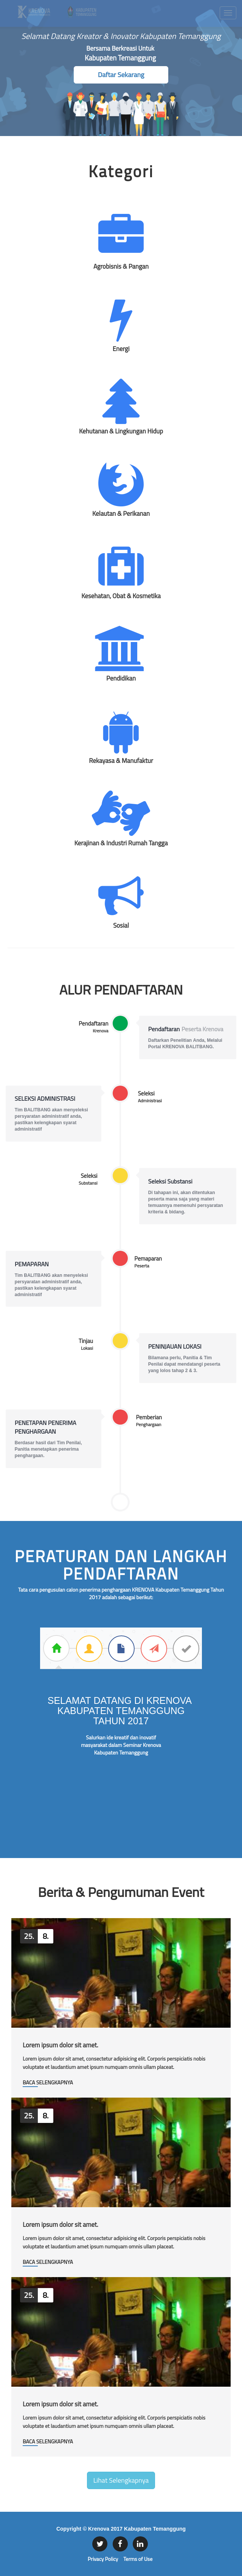 Selamat Datang Kreator & Inovator Kabupaten Temanggung
Bersama Berkreasi Untuk
Kabupaten Temanggung
Daftar Sekarang
Kategori
Agrobisnis & Pangan
Energi
Kehutanan & Lingkungan Hidup
Kelautan & Perikanan
Kesehatan, Obat & Kosmetika
Pendidikan
Rekayasa & Manufaktur
Kerajinan & Industri Rumah Tangga
Sosial
ALUR PENDAFTARAN
Pendaftaran
Krenova
Pendaftaran Peserta Krenova
Daftarkan Penelitian Anda, Melalui
Portal KRENOVA BALITBANG.
SELEKSI ADMINISTRASI
Tim BALITBANG akan menyeleksi
persyaratan administratif anda,
pastikan kelengkapan syarat
administratif
Seleksi
Administrasi
Seleksi
Substansi
Seleksi Substansi
Di tahapan ini, akan ditentukan
peserta mana saja yang materi
temuannya memenuhi persyaratan
kriteria & bidang.
PEMAPARAN
Tim BALITBANG akan menyeleksi
persyaratan administratif anda,
pastikan kelengkapan syarat
administratif
Pemaparan
Peserta
Tinjau
Lokasi
PENINJAUAN LOKASI
Bilamana perlu, Panitia & Tim
Penilai dapat mendatangi peserta
yang lolos tahap 2 & 3.
PENETAPAN PENERIMA
PENGHARGAAN
Berdasar hasil dari Tim Penilai,
Panitia menetapkan penerima
penghargaan.
Pemberian
Penghargaan
PERATURAN DAN LANGKAH
PENDAFTARAN
Tata cara pengusulan calon penerima penghargaan KRENOVA Kabupaten Temanggung Tahun
2017 adalah sebagai berikut:
SELAMAT DATANG DI KRENOVA
KABUPATEN TEMANGGUNG
TAHUN 2017
Salurkan ide kreatif dan inovatif
masyarakat dalam Seminar Krenova
Kabupaten Temanggung
Berita & Pengumuman Event
25. 8.
Lorem ipsum dolor sit amet.
Lorem ipsum dolor sit amet, consectetur adipisicing elit. Corporis perspiciatis nobis
voluptate et laudantium amet ipsum numquam omnis ullam placeat.
BACA SELENGKAPNYA
25. 8.
Lorem ipsum dolor sit amet.
Lorem ipsum dolor sit amet, consectetur adipisicing elit. Corporis perspiciatis nobis
voluptate et laudantium amet ipsum numquam omnis ullam placeat.
BACA SELENGKAPNYA
25. 8.
Lorem ipsum dolor sit amet.
Lorem ipsum dolor sit amet, consectetur adipisicing elit. Corporis perspiciatis nobis
voluptate et laudantium amet ipsum numquam omnis ullam placeat.
BACA SELENGKAPNYA
Lihat Selengkapnya
Copyright © Krenova 2017 Kabupaten Temanggung
Privacy Policy Terms of Use